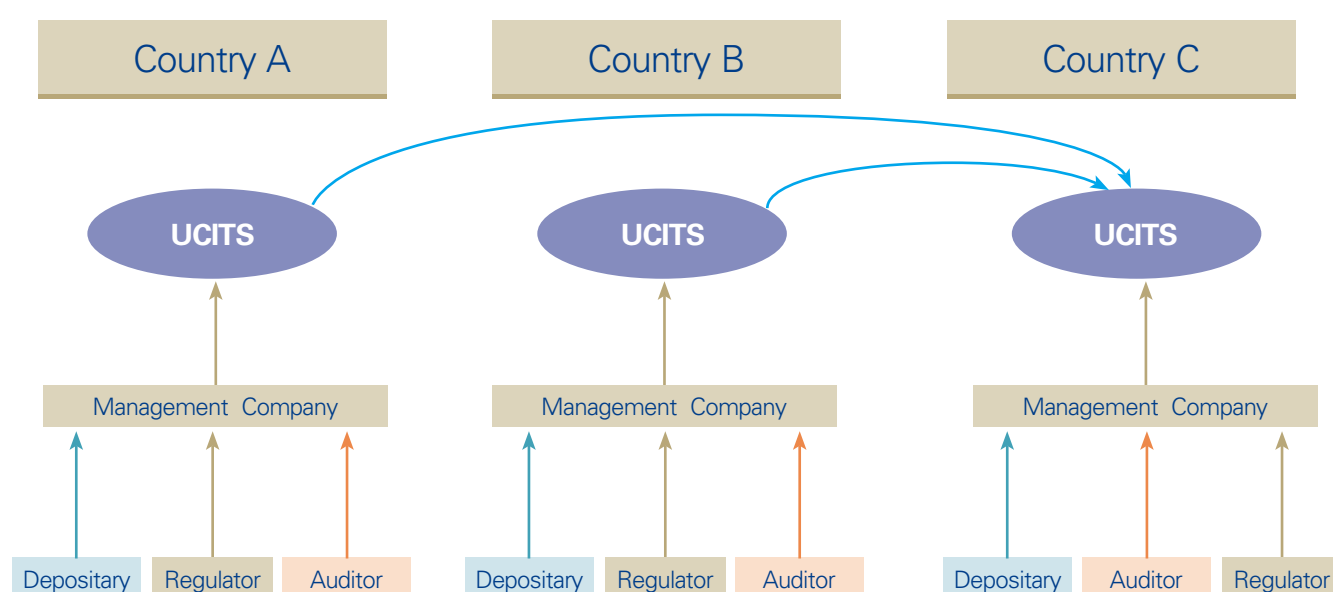 Country A
Country B
Country C
UCITS
UCITS
UCITS
Management Company
Management Company
Management Company
Depositary
Regulator
Auditor
Depositary
Regulator
Auditor
Depositary
Auditor
Regulator